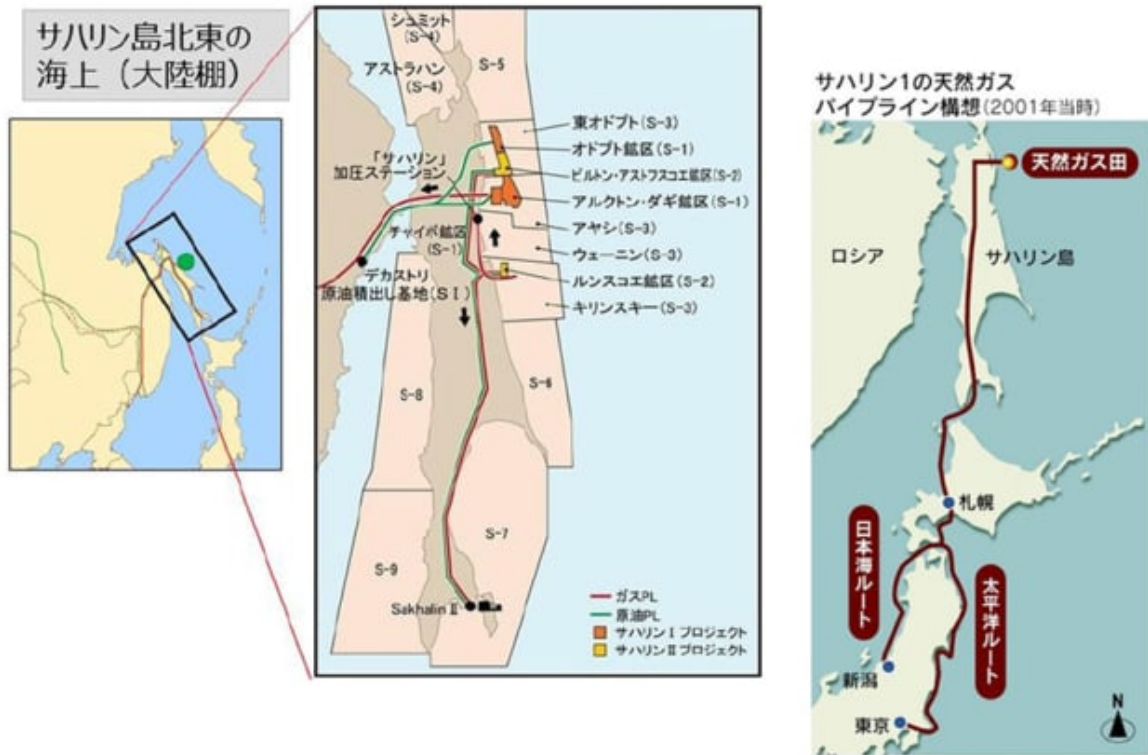 サハリン島北東の
海上（大陸棚）
シュミット
(S-4)
アストラハン
(S-4)
S-5
東オドプト(S-3)
オドプト鉱区(S-1)
ピルトン・アストフスコエ鉱区(S-2)
アルクトン・ダギ鉱区(S-1)
アヤシ(S-3)
ウェーニン(S-3)
ルンスコエ鉱区(S-2)
キリンスキー(S-3)
「サハリン」
加圧ステーション
チャイボ鉱区
(S-1)
デカストリ
原油積出し基地(SⅠ)
S-8
S-6
S-7
S-9
Sakhalin Ⅱ
ガスPL
原油PL
サハリンⅠプロジェクト
サハリンⅡプロジェクト
サハリン1の天然ガス
パイプライン構想(2001年当時)
天然ガス田
ロシア
サハリン島
札幌
日本海ルート
太平洋ルート
新潟
東京
N